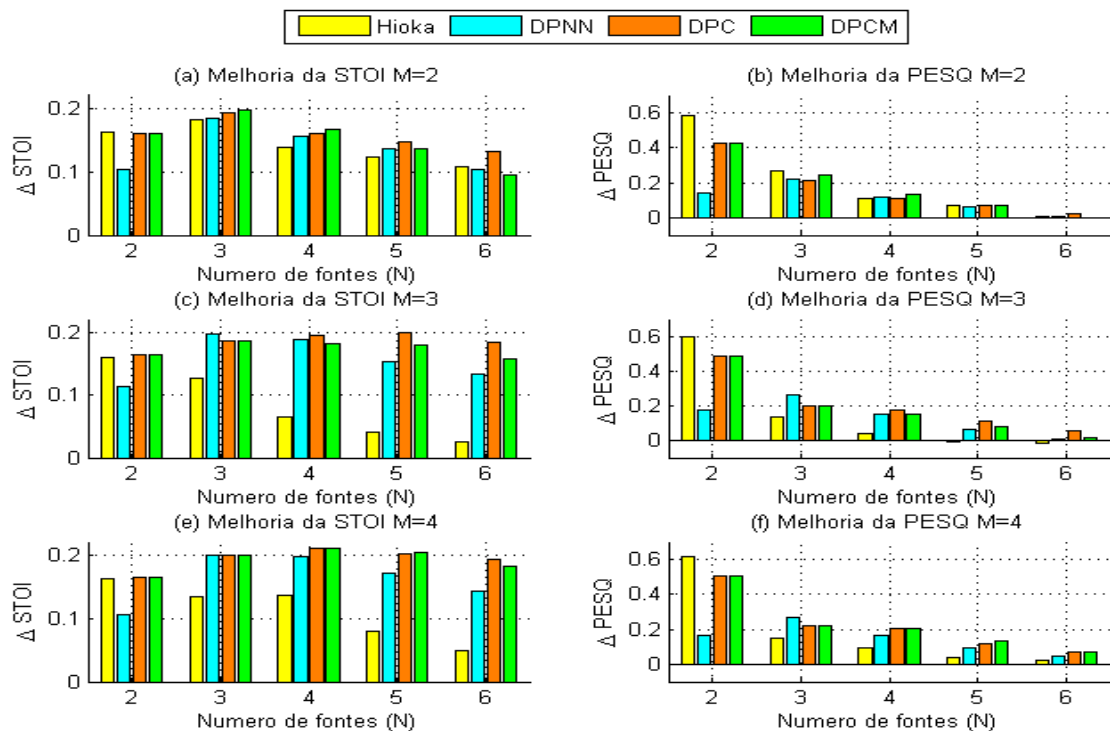 Hioka DPNN DPC DPCM
(a) Melhoria da STOI M=2
Δ STOI
0.2
0.1
0
2 3 4 5 6
Numero de fontes (N)
(b) Melhoria da PESQ M=2
Δ PESQ
0.6
0.4
0.2
0
2 3 4 5 6
Numero de fontes (N)
(c) Melhoria da STOI M=3
Δ STOI
0.2
0.1
0
2 3 4 5 6
Numero de fontes (N)
(d) Melhoria da PESQ M=3
Δ PESQ
0.6
0.4
0.2
0
2 3 4 5 6
Numero de fontes (N)
(e) Melhoria da STOI M=4
Δ STOI
0.2
0.1
0
2 3 4 5 6
Numero de fontes (N)
(f) Melhoria da PESQ M=4
Δ PESQ
0.6
0.4
0.2
0
2 3 4 5 6
Numero de fontes (N)